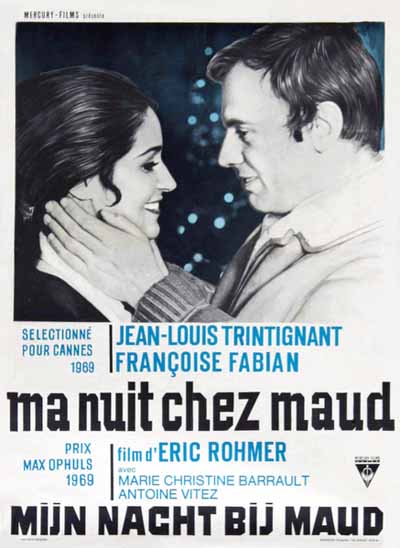 MERCURY-FILMS présente
SELECTIONNÉ
POUR CANNES
1969
JEAN-LOUIS TRINTIGNANT
FRANÇOISE FABIAN
ma nuit chez maud
PRIX
MAX OPHULS
1969
film d'ERIC ROHMER
avec
MARIE CHRISTINE BARRAULT
ANTOINE VITEZ
MIJN NACHT BIJ MAUD